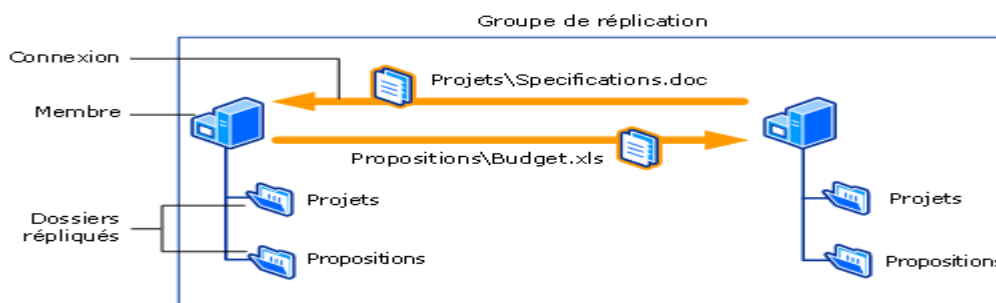 Groupe de réplication
Connexion
Projets\Specifications.doc
Membre
Propositions\Budget.xls
Projets
Projets
Dossiers
répliqués
Propositions
Propositions